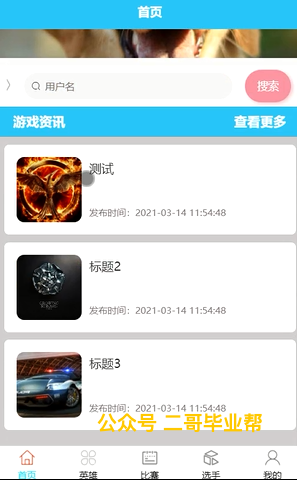 首页
用户名
搜索
游戏资讯
查看更多
测试
发布时间：2021-03-14 11:54:48
标题2
发布时间：2021-03-14 11:54:48
标题3
发布时间：2021-03-14 11:54:48
公众号 二哥毕业帮
首页
英雄
比赛
选手
我的